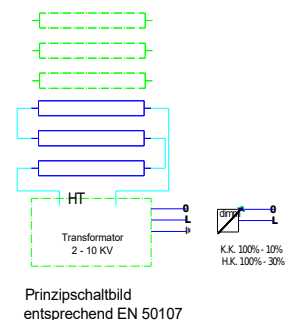 HT
0
L
Transformator
2 - 10 KV
dimm
0
L
K.K. 100% - 10%
H.K. 100% - 30%
Prinzipschaltbild
entsprechend EN 50107